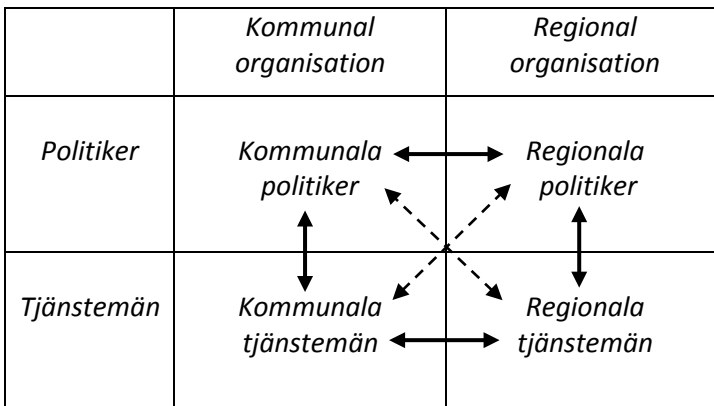 Kommunal
organisation
Regional
organisation
Politiker
Kommunala
politiker
Regionala
politiker
Tjänstemän
Kommunala
tjänstemän
Regionala
tjänstemän